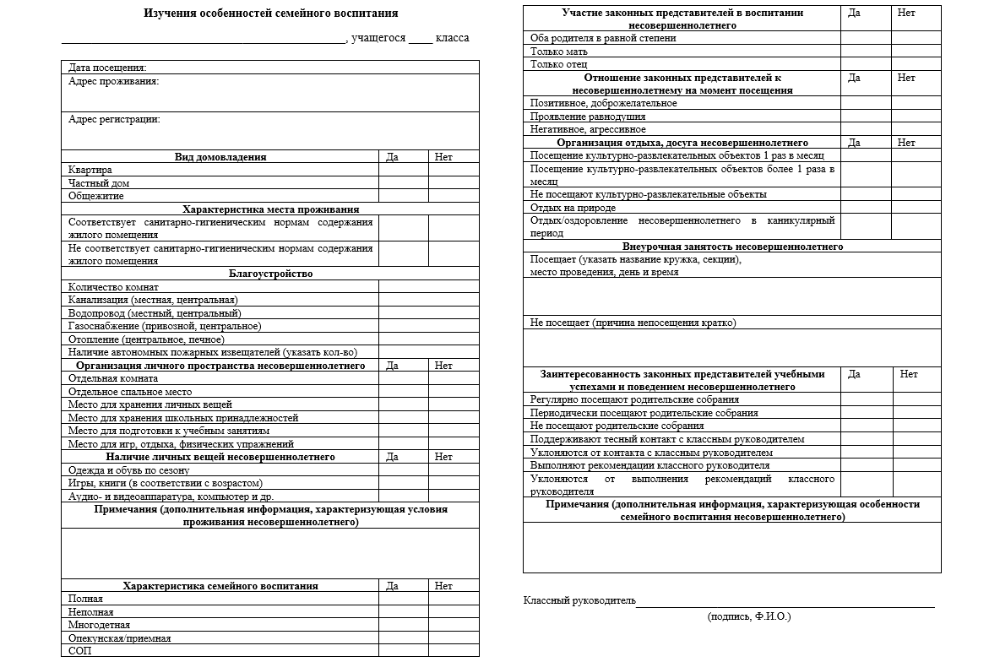 Изучения особенностей семейного воспитания
________________________________________________, учащегося ____ класса
Дата посещения:
Адрес проживания:
Адрес регистрации:
Вид домовладения Да Нет
Квартира
Частный дом
Общежитие
Характеристика места проживания
Соответствует санитарно-гигиеническим нормам содержания
жилого помещения
Не соответствует санитарно-гигиеническим нормам содержания
жилого помещения
Благоустройство
Количество комнат
Канализация (местная, центральная)
Водопровод (местный, центральный)
Газоснабжение (привозной, центральное)
Отопление (центральное, печное)
Наличие автономных пожарных извещателей (указать кол-во)
Организация личного пространства несовершеннолетнего Да Нет
Отдельная комната
Отдельное спальное место
Место для хранения личных вещей
Место для хранения школьных принадлежностей
Место для подготовки к учебным занятиям
Место для игр, отдыха, физических упражнений
Наличие личных вещей несовершеннолетнего Да Нет
Одежда и обувь по сезону
Игры, книги (в соответствии с возрастом)
Аудио- и видеоаппаратура, компьютер и др.
Примечания (дополнительная информация, характеризующая условия
проживания несовершеннолетнего)
Характеристика семейного воспитания Да Нет
Полная
Неполная
Многодетная
Опекунская/приемная
СОП
Участие законных представителей в воспитании Да Нет
несовершеннолетнего
Оба родителя в равной степени
Только мать
Только отец
Отношение законных представителей к Да Нет
несовершеннолетнему на момент посещения
Позитивное, доброжелательное
Проявление равнодушия
Негативное, агрессивное
Организация отдыха, досуга несовершеннолетнего Да Нет
Посещение культурно-развлекательных объектов 1 раз в месяц
Посещение культурно-развлекательных объектов более 1 раза в
месяц
Не посещают культурно-развлекательные объекты
Отдых на природе
Отдых/оздоровление несовершеннолетнего в каникулярный
период
Внеурочная занятость несовершеннолетнего
Посещает (указать название кружка, секции),
место проведения, день и время
Не посещает (причина непосещения кратко)
Заинтересованность законных представителей учебными Да Нет
успехами и поведением несовершеннолетнего
Регулярно посещают родительские собрания
Периодически посещают родительские собрания
Не посещают родительские собрания
Поддерживают тесный контакт с классным руководителем
Уклоняются от контакта с классным руководителем
Выполняют рекомендации классного руководителя
Уклоняются от выполнения рекомендаций классного
руководителя
Примечания (дополнительная информация, характеризующая особенности
семейного воспитания несовершеннолетнего)
Классный руководитель__________________________________________________
(подпись, Ф.И.О.)